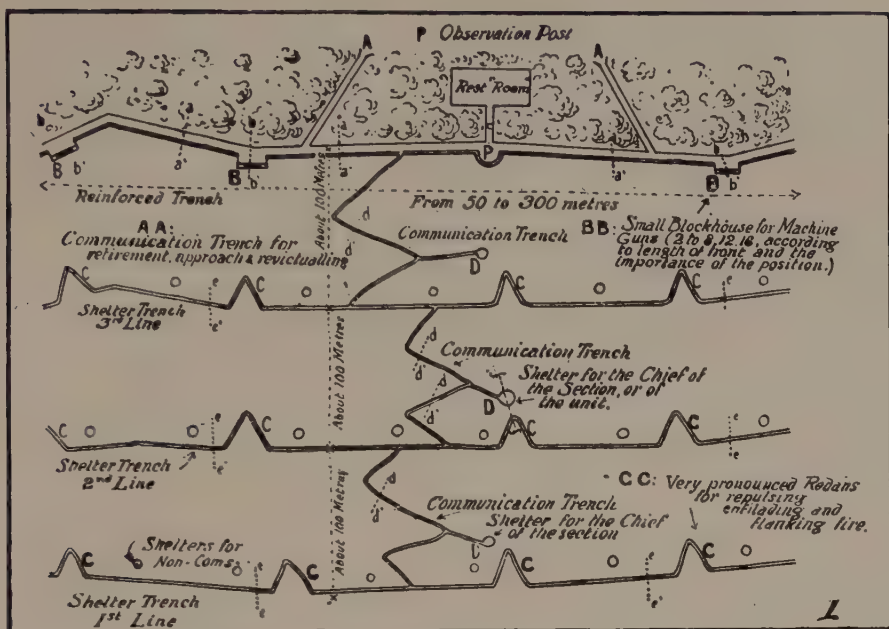 P Observation Post
A
A
Rest Room
c
P
a
b
a'
b'
B
B
b'
a'
a'
b
b'
B
Reinforced Trench
From 50 to 300 metres
About 100 Metres
AA:
Communication Trench for
retirement, approach & revictualling
d
d'
Communication Trench
D
BB: Small Blockhouse for Machine
Guns (2 to 8, 12, 16, according
to length of front and the
importance of the position.)
C
e
e'
C
C
C
e
e'
Shelter Trench
3rd Line
About 100 Metres
d
d'
d
d'
Communication Trench
Shelter for the Chief of
the Section, or of
the unit.
D
C
e
e'
C
C
C
e
e
Shelter Trench
2nd Line
CC: Very pronounced Redans
for repulsing
enfilading and
flanking fire.
About 100 Metres
d
d'
Communication Trench
Shelter for the Chief
of the section
D
C
Shelters for
Non-Coms.
e
e
C
C
e
e'
C
Shelter Trench
1st Line
1